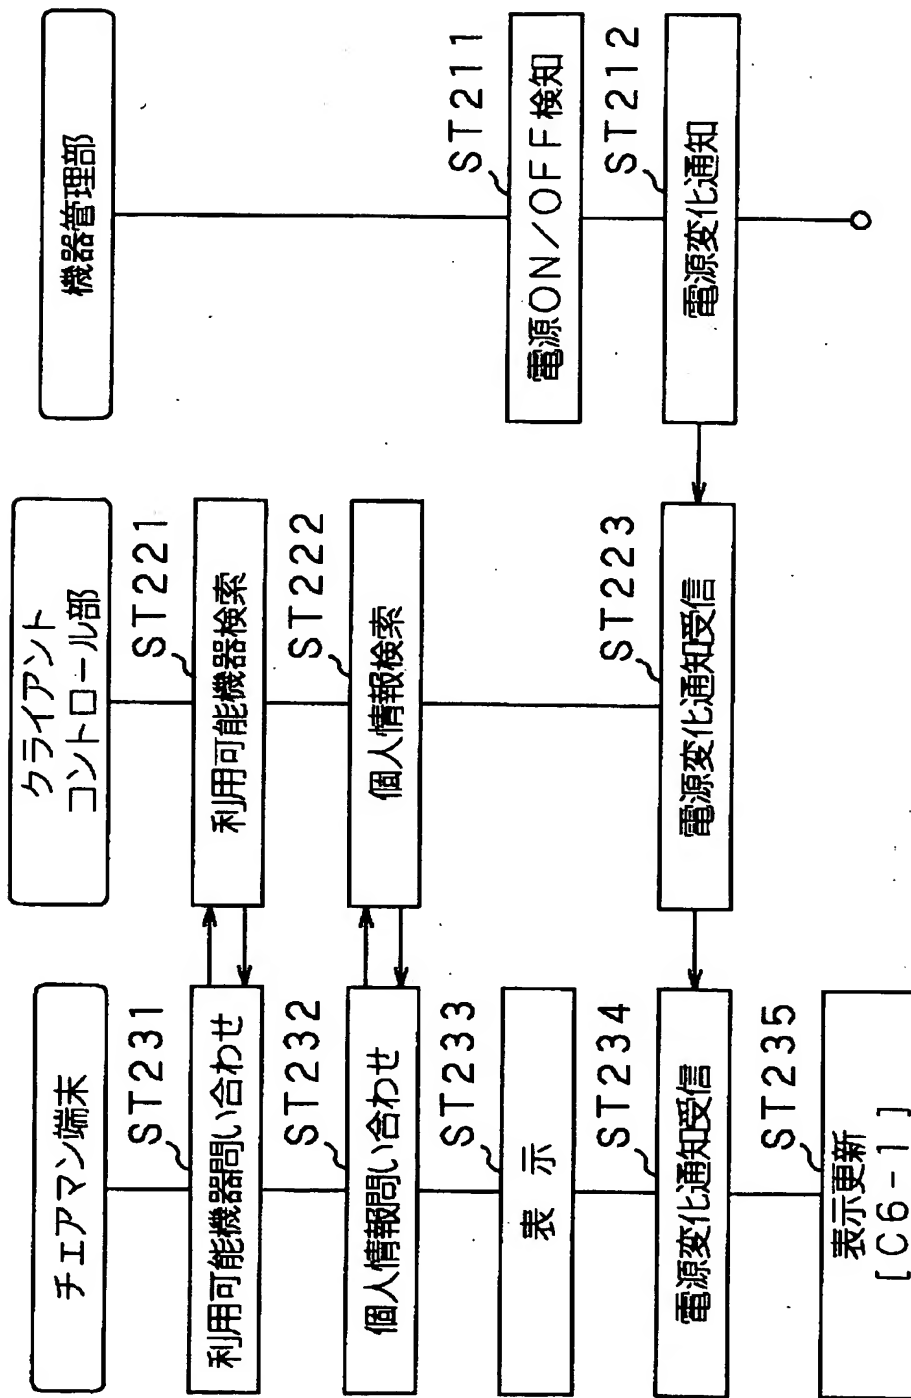 チェアマン端末
ST231
利用可能機器問い合わせ
ST232
個人情報問い合わせ
ST233
表示
ST234
電源変化通知受信
ST235
表示更新
[C6-1]
クライアント
コントロール部
ST221
利用可能機器検索
ST222
個人情報検索
ST223
電源変化通知受信
機器管理部
ST211
電源ON/OFF検知
ST212
電源変化通知